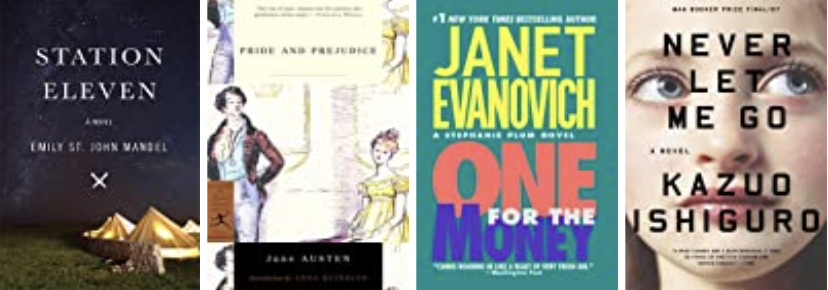 STATION
ELEVEN
A NOVEL
EMILY ST. JOHN MANDEL
PRIDE AND PREJUDICE
Jane AUSTEN
#1 NEW YORK TIMES BESTSELLING AUTHOR
JANET
EVANOVICH
A STEPHANIE PLUM NOVEL
ONE
FOR THE
MONEY
MAN BOOKER PRIZE FINALIST
NEVER
LET
ME GO
A NOVEL
KAZUO
ISHIGURO